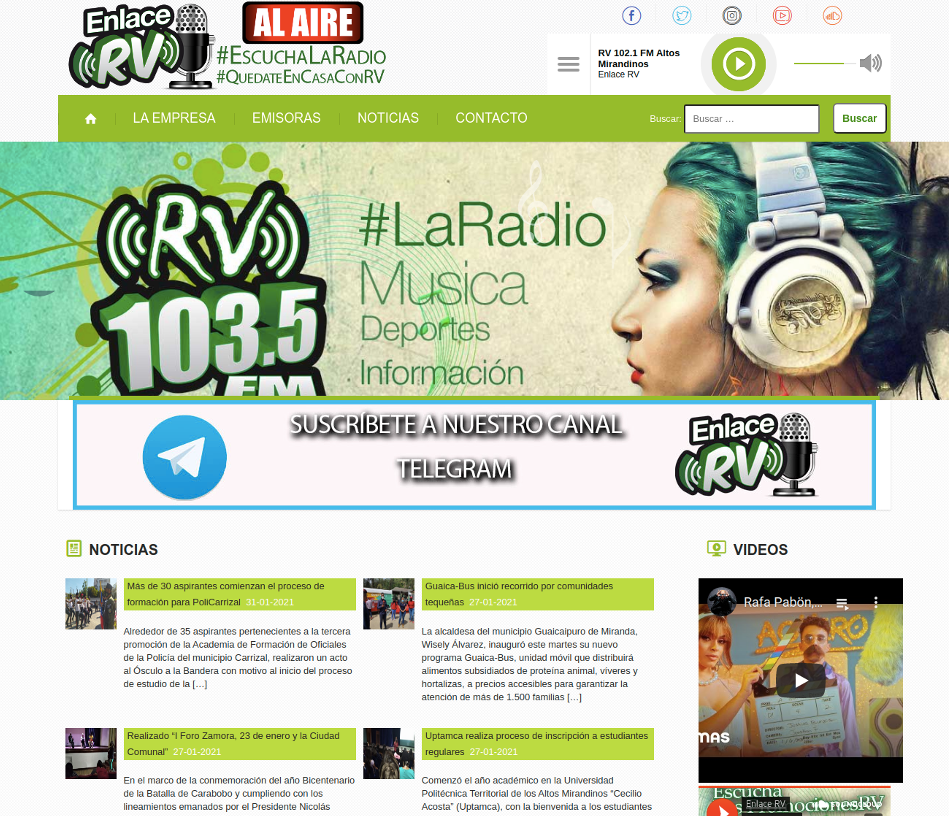 Enlace
RV
AL AIRE
#EscuchaLaRadio
#QuedateEnCasaConRV
RV 102.1 FM Altos
Mirandinos
Enlace RV
LA EMPRESA
EMISORAS
NOTICIAS
CONTACTO
Buscar:
Buscar …
Buscar
RV
103.5
FM
#LaRadio
Musica
Deportes
Información
SUSCRÍBETE A NUESTRO CANAL
TELEGRAM
Enlace
RV
NOTICIAS
Más de 30 aspirantes comienzan el proceso de
formación para PoliCarrizal 31-01-2021
Alrededor de 35 aspirantes pertenecientes a la tercera
promoción de la Academia de Formación de Oficiales
de la Policía del municipio Carrizal, realizaron un acto
al Ósculo a la Bandera con motivo al inicio del proceso
de estudio de la […]
Guaica-Bus inició recorrido por comunidades
tequeñas 27-01-2021
La alcaldesa del municipio Guaicaipuro de Miranda,
Wisely Álvarez, inauguró este martes su nuevo
programa Guaica-Bus, unidad móvil que distribuirá
alimentos subsidiados de proteína animal, víveres y
hortalizas, a precios accesibles para garantizar la
atención de más de 1.500 familias […]
Realizado “I Foro Zamora, 23 de enero y la Ciudad
Comunal” 27-01-2021
En el marco de la conmemoración del año Bicentenario
de la Batalla de Carabobo y cumpliendo con los
lineamientos emanados por el Presidente Nicolás
Uptamca realiza proceso de inscripción a estudiantes
regulares 27-01-2021
Comenzó el año académico en la Universidad
Politécnica Territorial de los Altos Mirandinos “Cecilio
Acosta” (Uptamca), con la bienvenida a los estudiantes
VIDEOS
Rafa Pabön,...
MAS
Escucha
Enlace RV
SOUNDCLOUD